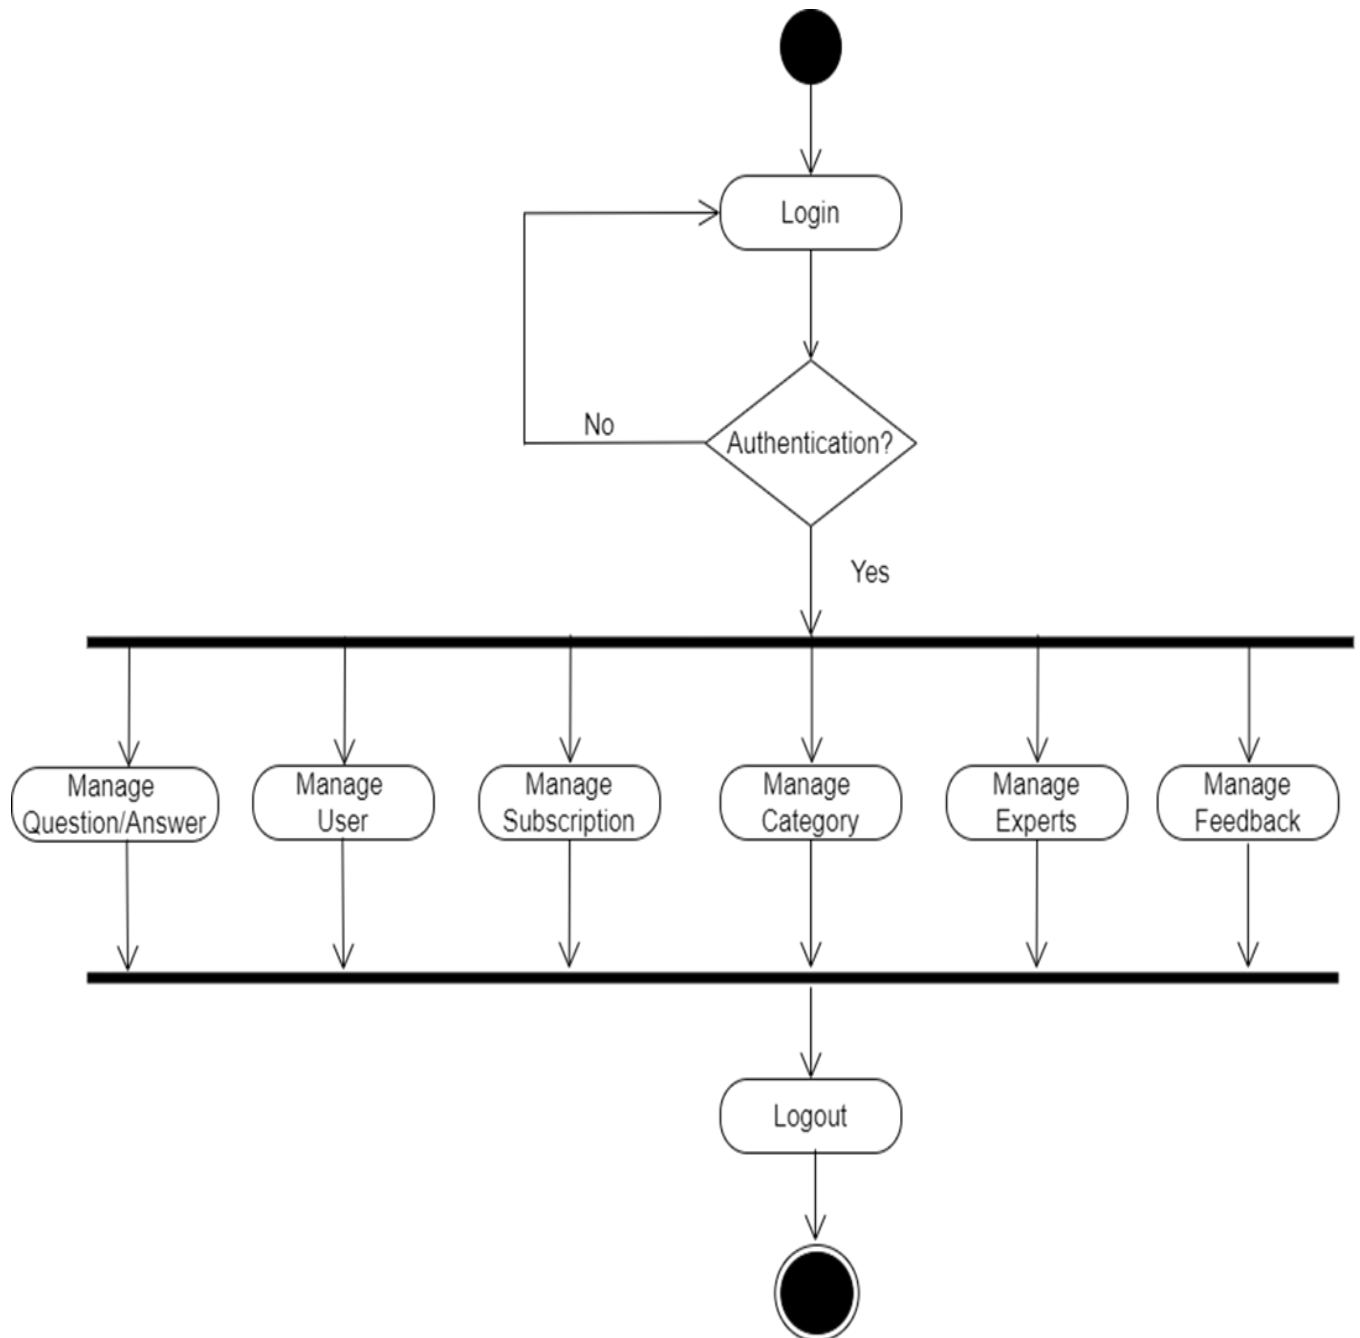 Login
No
Authentication?
Yes
Manage
Question/Answer
Manage
User
Manage
Subscription
Manage
Category
Manage
Experts
Manage
Feedback
Logout